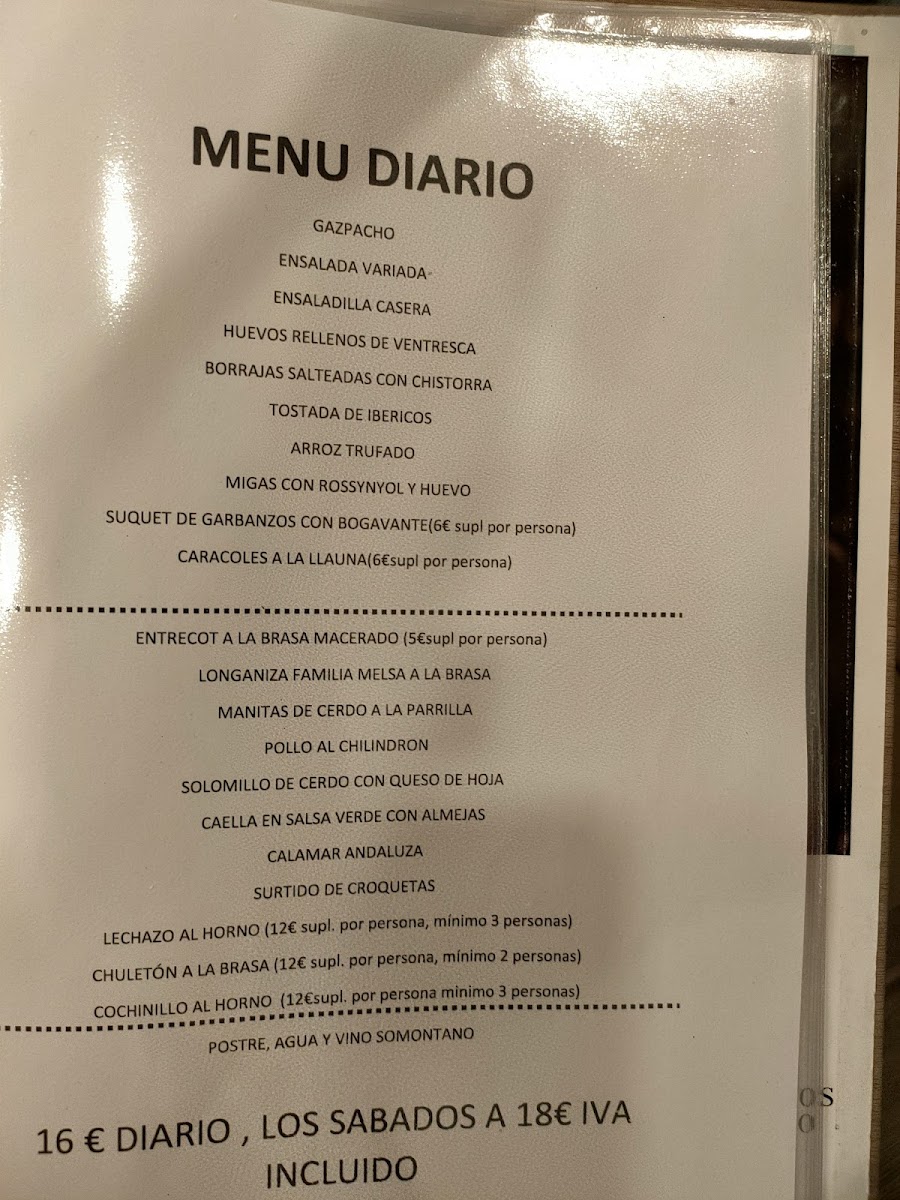 MENU DIARIO
GAZPACHO
ENSALADA VARIADA
ENSALADILLA CASERA
HUEVOS RELLENOS DE VENTRESCA
BORRAJAS SALTEADAS CON CHISTORRA
TOSTADA DE IBERICOS
ARROZ TRUFADO
MIGAS CON ROSSYNYOL Y HUEVO
SUQUET DE GARBANZOS CON BOGAVANTE(6€ supl por persona)
CARACOLES A LA LLAUNA(6€supl por persona)
ENTRECOT A LA BRASA MACERADO (5€supl por persona)
LONGANIZA FAMILIA MELSA A LA BRASA
MANITAS DE CERDO A LA PARRILLA
POLLO AL CHILINDRON
SOLOMILLO DE CERDO CON QUESO DE HOJA
CAELLA EN SALSA VERDE CON ALMEJAS
CALAMAR ANDALUZA
SURTIDO DE CROQUETAS
LECHAZO AL HORNO (12€ supl. por persona, mínimo 3 personas)
CHULETÓN A LA BRASA (12€ supl. por persona, mínimo 2 personas)
COCHINILLO AL HORNO (12€supl. por persona minimo 3 personas)
POSTRE, AGUA Y VINO SOMONTANO
16 € DIARIO , LOS SABADOS A 18€ IVA
INCLUIDO
OS
O